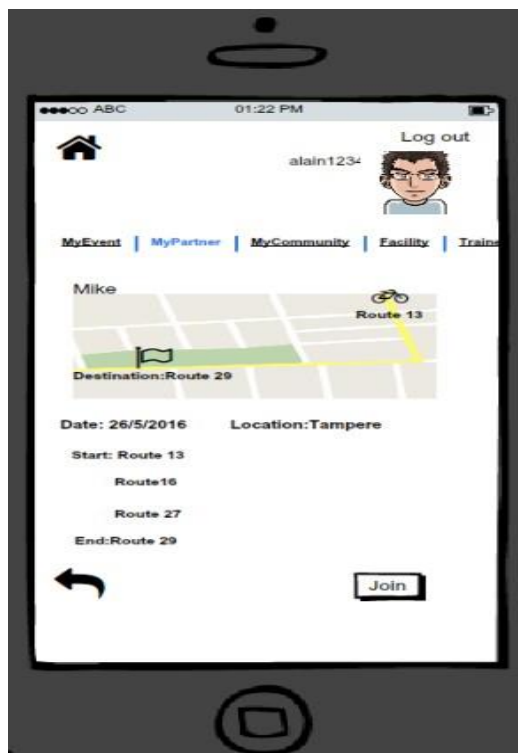 ABC 01:22 PM
Log out
alain1234
MyEvent | MyPartner | MyCommunity | Facility | Traine
Mike
Route 13
Destination:Route 29
Date: 26/5/2016 Location:Tampere
Start: Route 13
Route16
Route 27
End:Route 29
Join